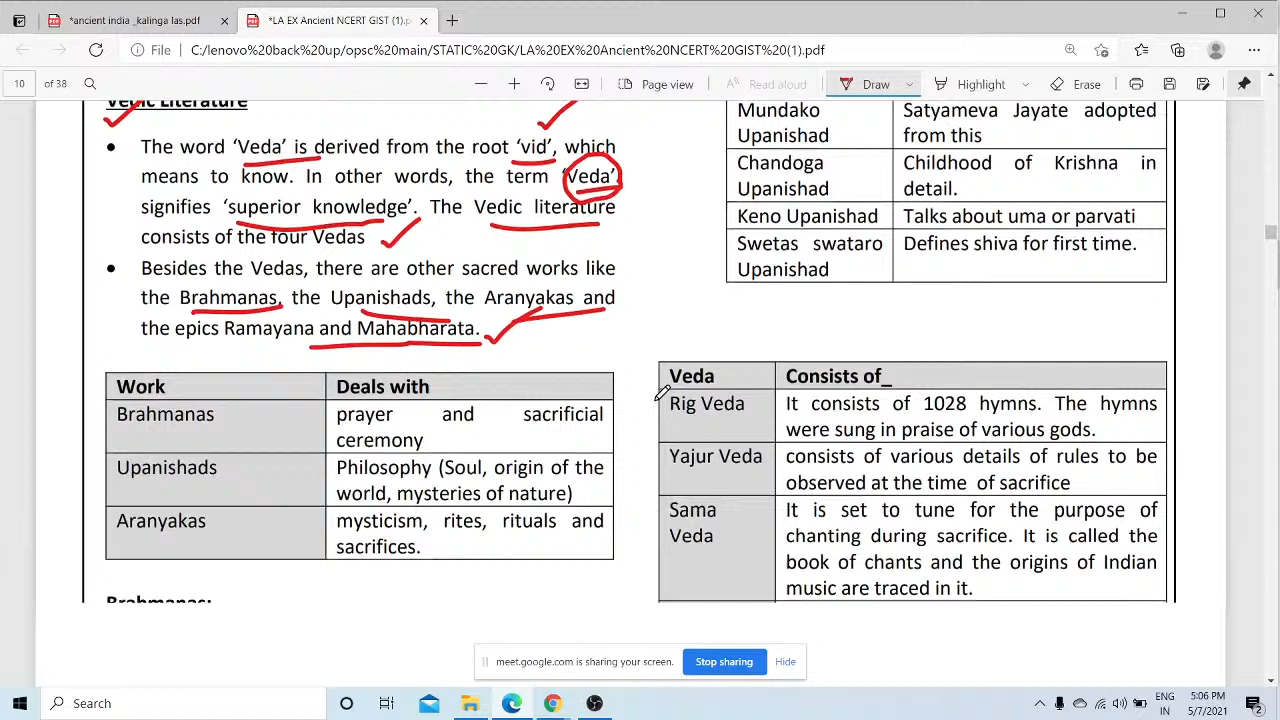 *ancient india _kalinga Ias.pdf
*LA EX Ancient NCERT GIST (1).p
File
C:/lenovo%20back%20up/opsc%20main/STATIC%20GK/LA%20EX%20Ancient%20NCERT%20GIST%20(1).pdf
10 of 38
Page view
Read aloud
Draw
Highlight
Erase
Vedic Literature
• The word ‘Veda’ is derived from the root ‘vid’, which
means to know. In other words, the term ‘Veda’
signifies ‘superior knowledge’. The Vedic literature
consists of the four Vedas
• Besides the Vedas, there are other sacred works like
the Brahmanas, the Upanishads, the Aranyakas and
the epics Ramayana and Mahabharata.
Work Deals with
Brahmanas prayer and sacrificial
ceremony
Upanishads Philosophy (Soul, origin of the
world, mysteries of nature)
Aranyakas mysticism, rites, rituals and
sacrifices.
Brahmanas:
Mundako Satyameva Jayate adopted
Upanishad from this
Chandoga Childhood of Krishna in
Upanishad detail.
Keno Upanishad Talks about uma or parvati
Swetas swataro Defines shiva for first time.
Upanishad
Veda Consists of_
Rig Veda It consists of 1028 hymns. The hymns
were sung in praise of various gods.
Yajur Veda consists of various details of rules to be
observed at the time of sacrifice
Sama It is set to tune for the purpose of
Veda chanting during sacrifice. It is called the
book of chants and the origins of Indian
music are traced in it.
meet.google.com is sharing your screen. Stop sharing Hide
Search
ENG 5:06 PM
IN 5/7/2021
2